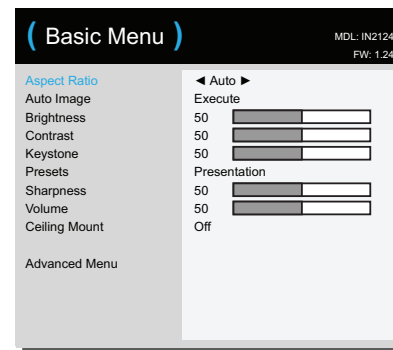 ( Basic Menu )
MDL: IN2124
FW: 1.24
Aspect Ratio ◄ Auto ►
Auto Image Execute
Brightness 50
Contrast 50
Keystone 50
Presets Presentation
Sharpness 50
Volume 50
Ceiling Mount Off
Advanced Menu